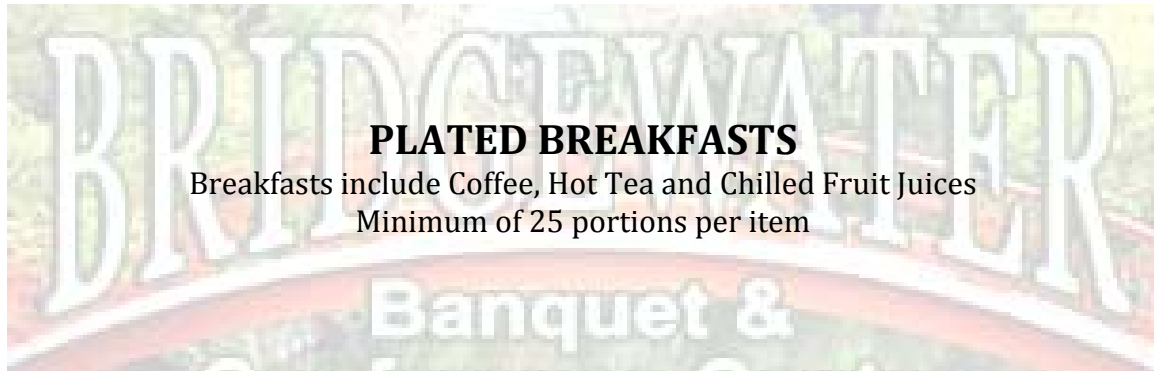 BRIDGEWATER
PLATED BREAKFASTS
Breakfasts include Coffee, Hot Tea and Chilled Fruit Juices
Minimum of 25 portions per item
Banquet &